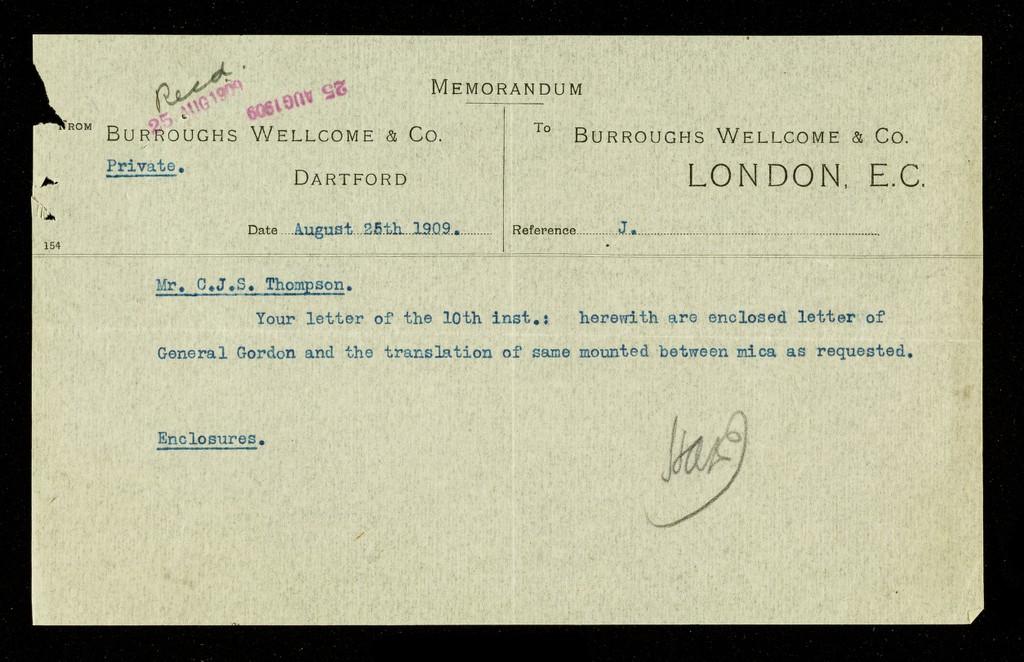 Recd.
25 AUG 1909
25 AUG 1909
MEMORANDUM
FROM BURROUGHS WELLCOME & CO.
Private.
DARTFORD
Date August 25th 1909.
154
To BURROUGHS WELLCOME & CO.
LONDON, E.C.
Reference J.
Mr. C.J.S. Thompson.
Your letter of the 10th inst.: herewith are enclosed letter of
General Gordon and the translation of same mounted between mica as requested.
Enclosures.